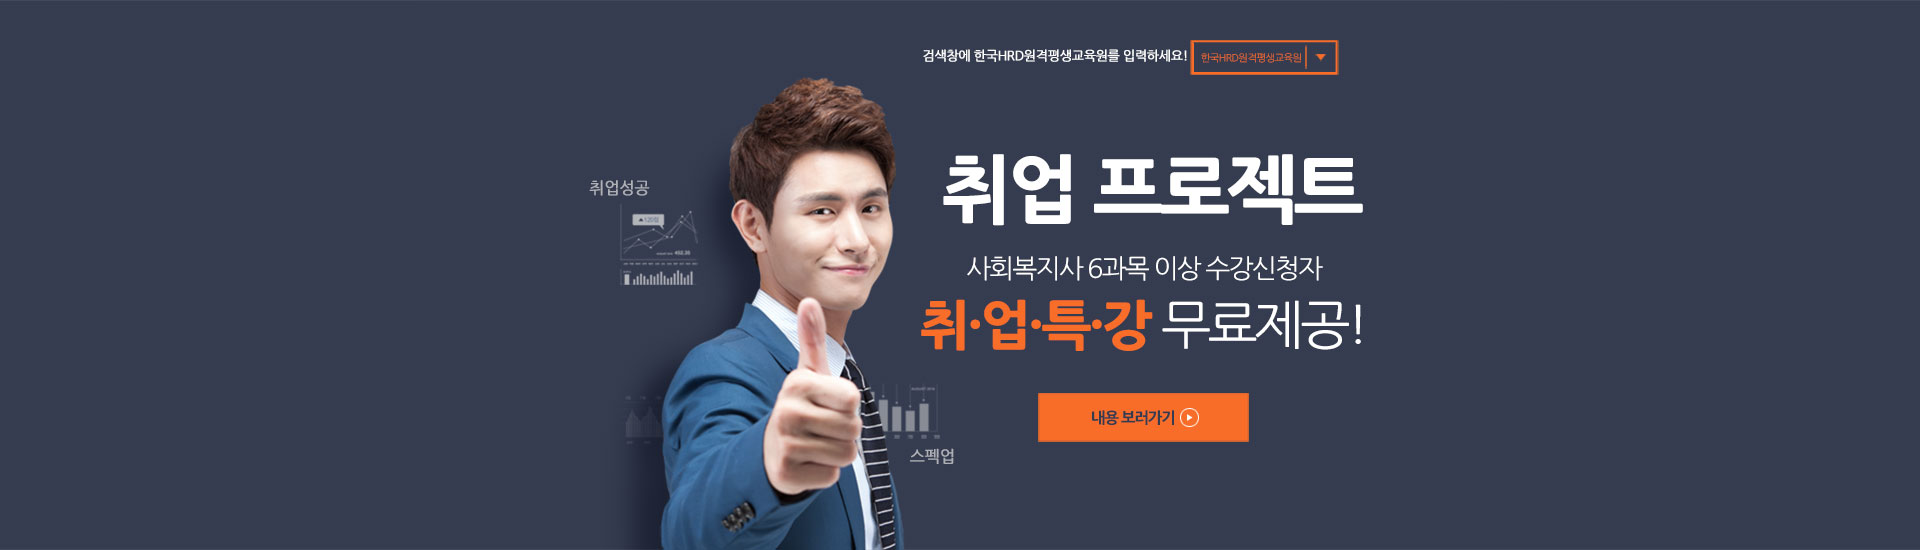 검색창에 한국HRD원격평생교육원를 입력하세요!
한국HRD원격평생교육원
취업 프로젝트
취업성공
사회복지사 6과목 이상 수강신청자
취·업·특·강 무료제공!
내용 보러가기
스펙업